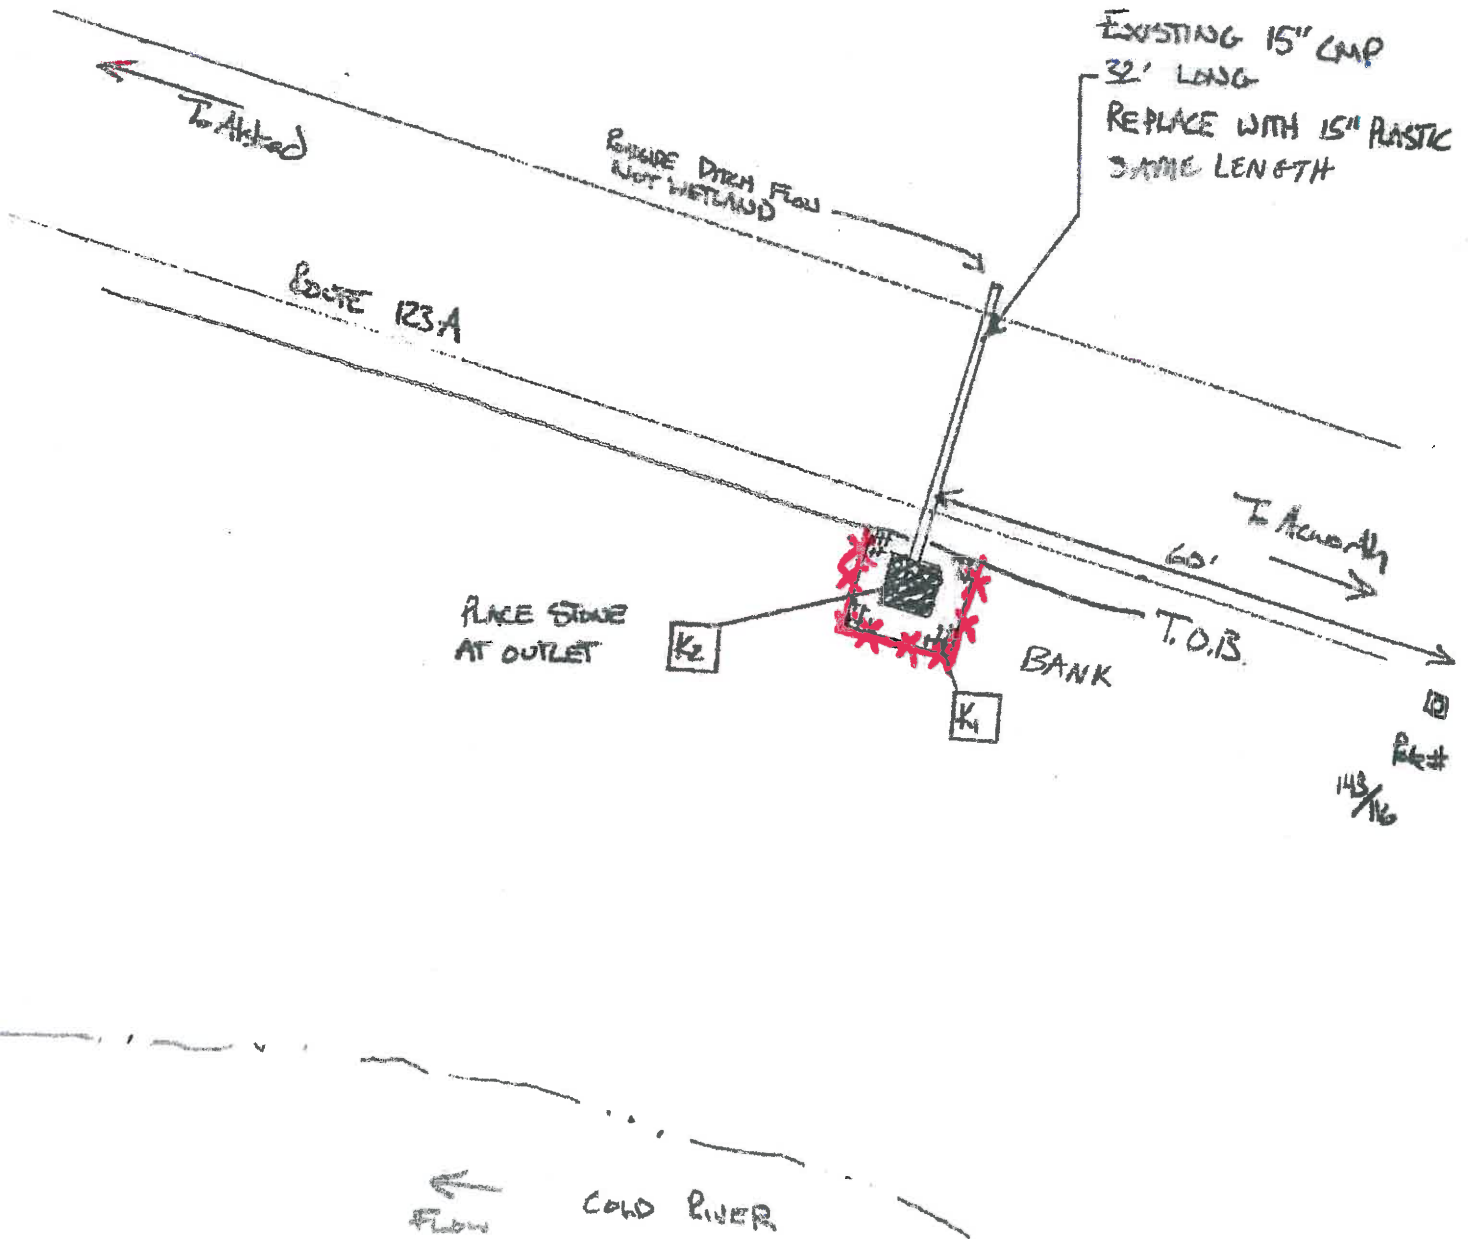 EXISTING 15" CMP
32' LONG
REPLACE WITH 15" PLASTIC
SAME LENGTH
To Alstead
ROADSIDE DITCH FLOW
NOT WETLAND
ROUTE 123A
To Acworth
60'
PLACE STONE
AT OUTLET
K2
T.O.B.
BANK
K1
Pole #
143/16
FLOW
COLD RIVER